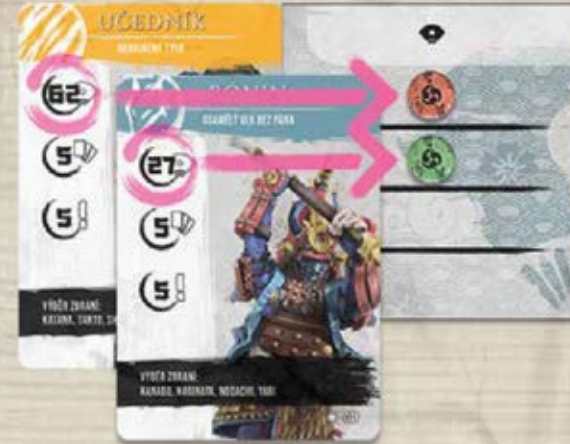 UČEDNÍK
62
5
5
RONIN
OSAMĚLÝ VLK BEZ PÁNA
27
5
5
VÝBĚR ZBRANÍ:
KATANA, TANTO,
VÝBĚR ZBRANÍ:
KANABO, NAGINATA, NODACHI, YARI